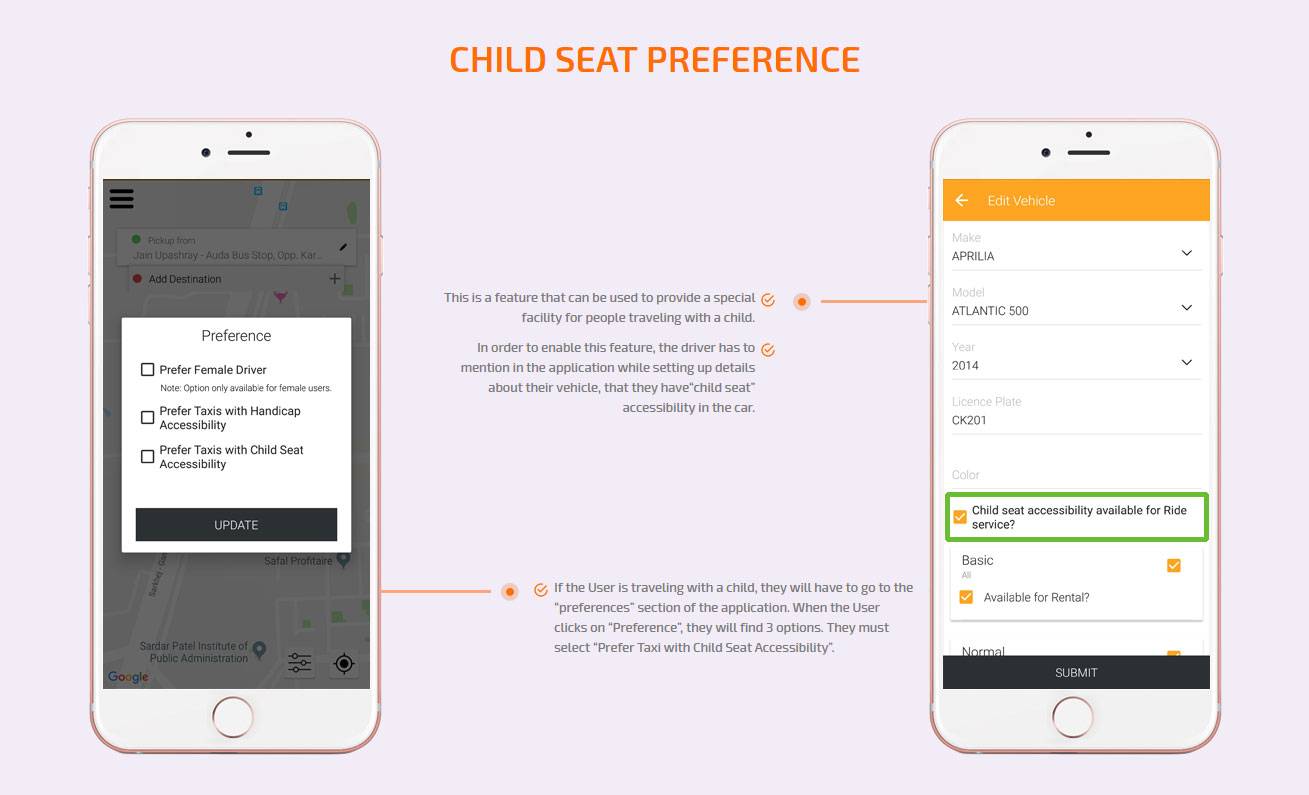 CHILD SEAT PREFERENCE
Pickup from
Jain Upashray - Auda Bus Stop, Opp. Kar...
Add Destination
Preference
Prefer Female Driver
Note: Option only available for female users.
Prefer Taxis with Handicap
Accessibility
Prefer Taxis with Child Seat
Accessibility
UPDATE
Safal Profitaire
Sarkhej - Gan
Sardar Patel Institute of
Public Administration
Google
This is a feature that can be used to provide a special
facility for people traveling with a child.
In order to enable this feature, the driver has to
mention in the application while setting up details
about their vehicle, that they have“child seat”
accessibility in the car.
If the User is traveling with a child, they will have to go to the
“preferences” section of the application. When the User
clicks on “Preference”, they will find 3 options. They must
select “Prefer Taxi with Child Seat Accessibility”.
Edit Vehicle
Make
APRILIA
Model
ATLANTIC 500
Year
2014
Licence Plate
CK201
Color
Child seat accessibility available for Ride
service?
Basic
All
Available for Rental?
Normal
SUBMIT